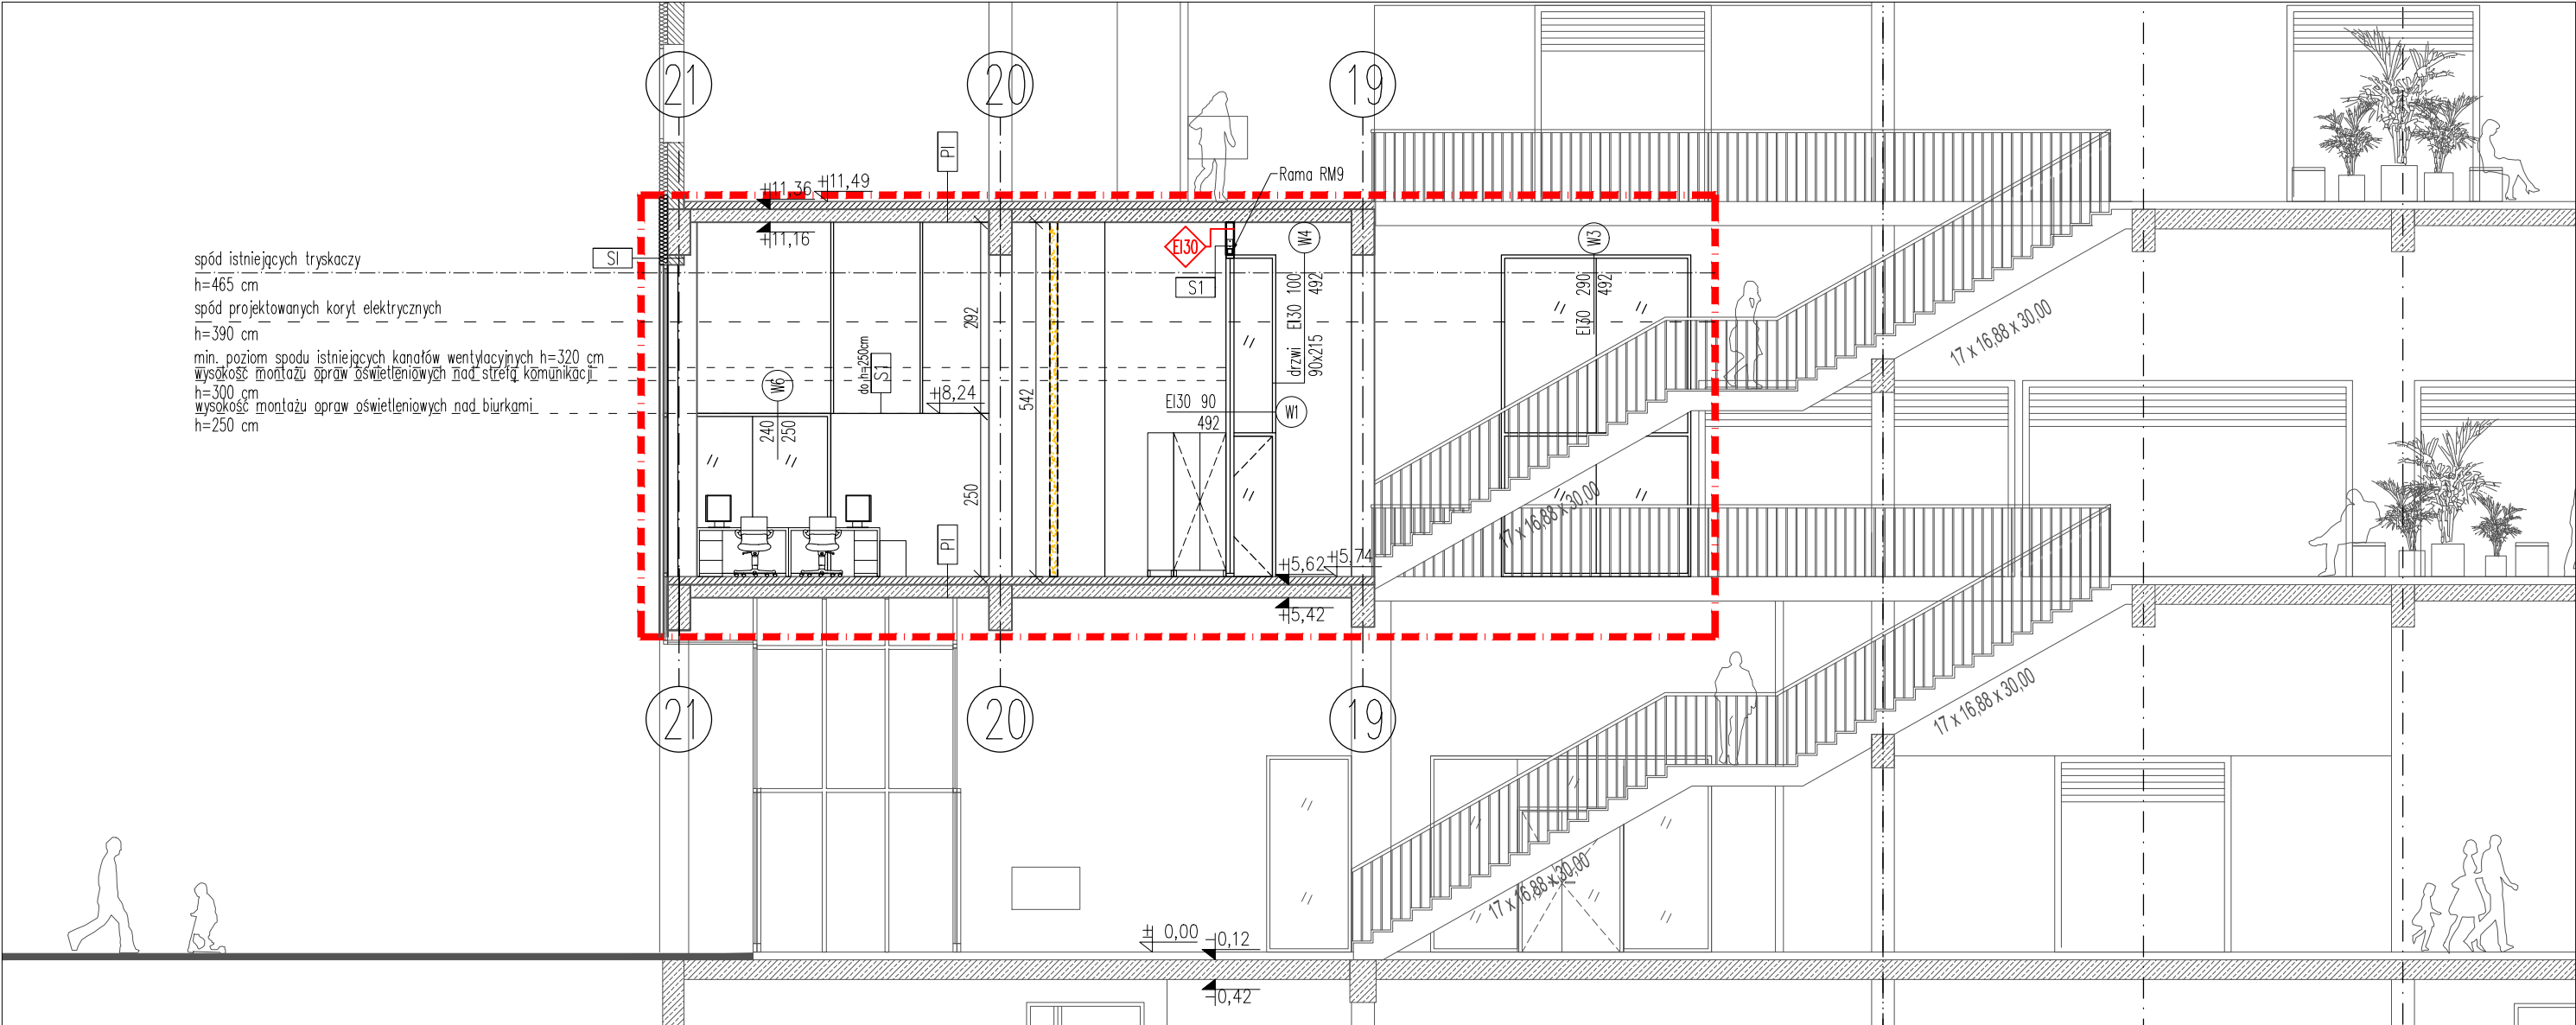 21
20
19
PI
+11,36
+11,49
Rama RM9
+11,16
EI30
W4
W3
SI
spód istniejących tryskaczy
h=465 cm
spód projektowanych koryt elektrycznych
h=390 cm
min. poziom spodu istniejących kanałów wentylacyjnych h=320 cm
wysokość montażu opraw oświetleniowych nad strefą komunikacji
h=300 cm
wysokość montażu opraw oświetleniowych nad biurkami
h=250 cm
S1
drzwi EI30 100
90x215 492
EI30 290
492
292
do h=250cm
S1
W6
240
250
+8,24
542
EI30 90
492
W1
250
PI
17 x 16,88 x 30,00
17 x 16,88 x 30,00
+5,62
+5,74
+5,42
21
20
19
17 x 16,88 x 30,00
17 x 16,88 x 30,00
± 0,00
-0,12
-0,42